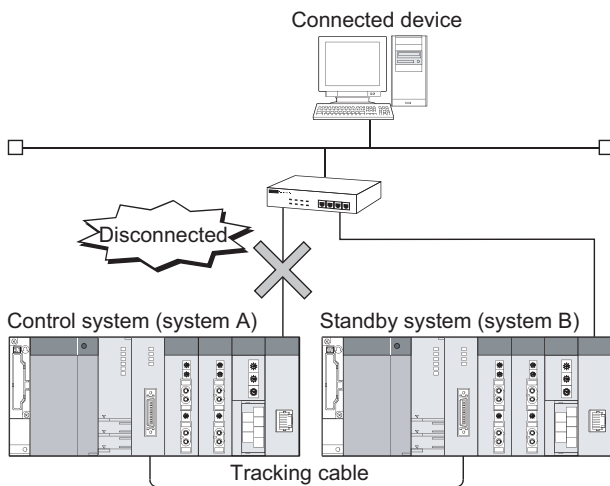 Connected device
Disconnected
Control system (system A)
Standby system (system B)
Tracking cable